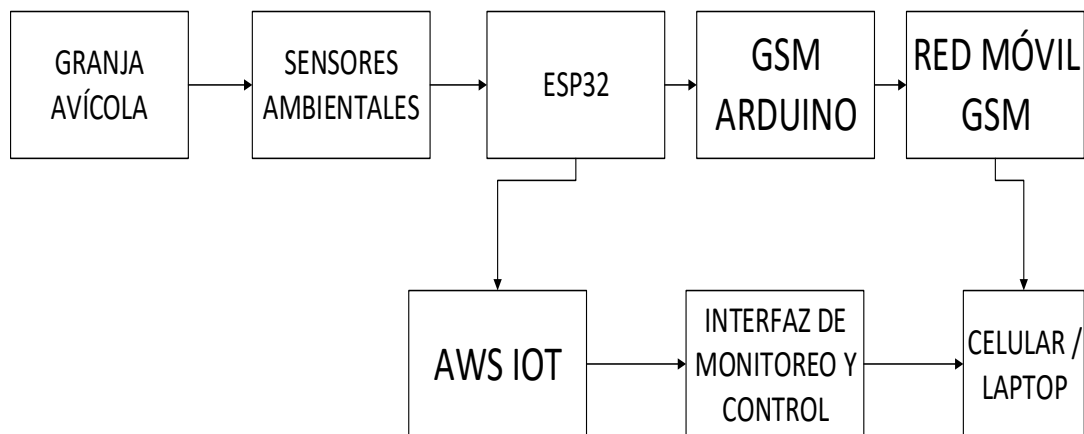 GRANJA
AVÍCOLA
SENSORES
AMBIENTALES
ESP32
GSM
ARDUINO
RED MÓVIL
GSM
AWS IOT
INTERFAZ DE
MONITOREO Y
CONTROL
CELULAR /
LAPTOP